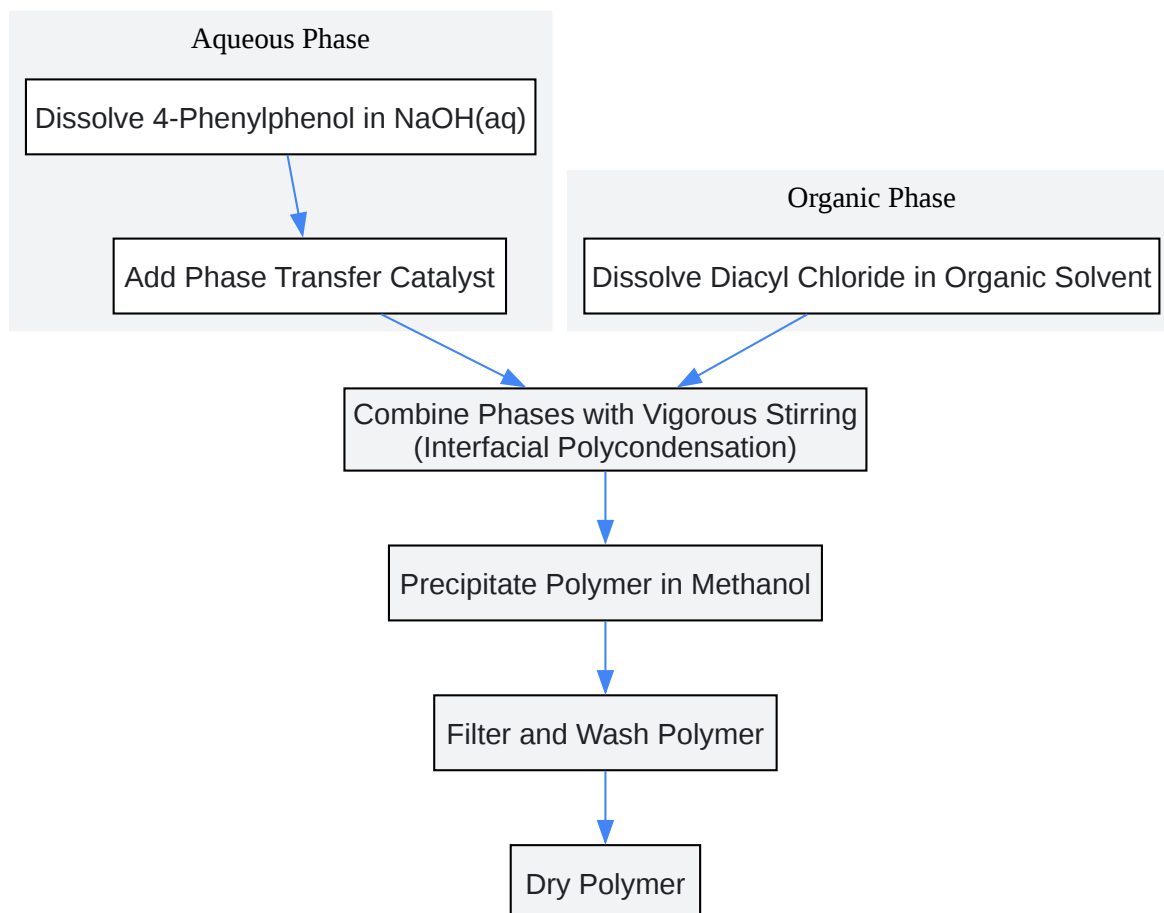 Aqueous Phase
Dissolve 4-Phenylphenol in NaOH(aq)
Add Phase Transfer Catalyst
Organic Phase
Dissolve Diacyl Chloride in Organic Solvent
Combine Phases with Vigorous Stirring
(Interfacial Polycondensation)
Precipitate Polymer in Methanol
Filter and Wash Polymer
Dry Polymer